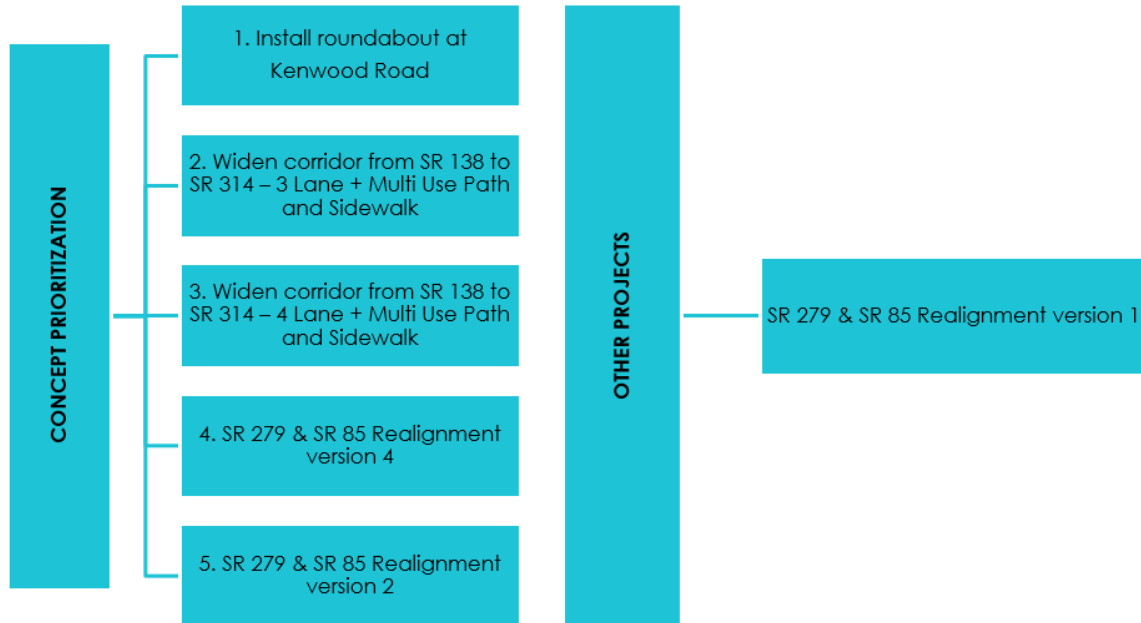 CONCEPT PRIORITIZATION
1. Install roundabout at
Kenwood Road
2. Widen corridor from SR 138 to
SR 314 – 3 Lane + Multi Use Path
and Sidewalk
3. Widen corridor from SR 138 to
SR 314 – 4 Lane + Multi Use Path
and Sidewalk
4. SR 279 & SR 85 Realignment
version 4
5. SR 279 & SR 85 Realignment
version 2
OTHER PROJECTS
SR 279 & SR 85 Realignment version 1